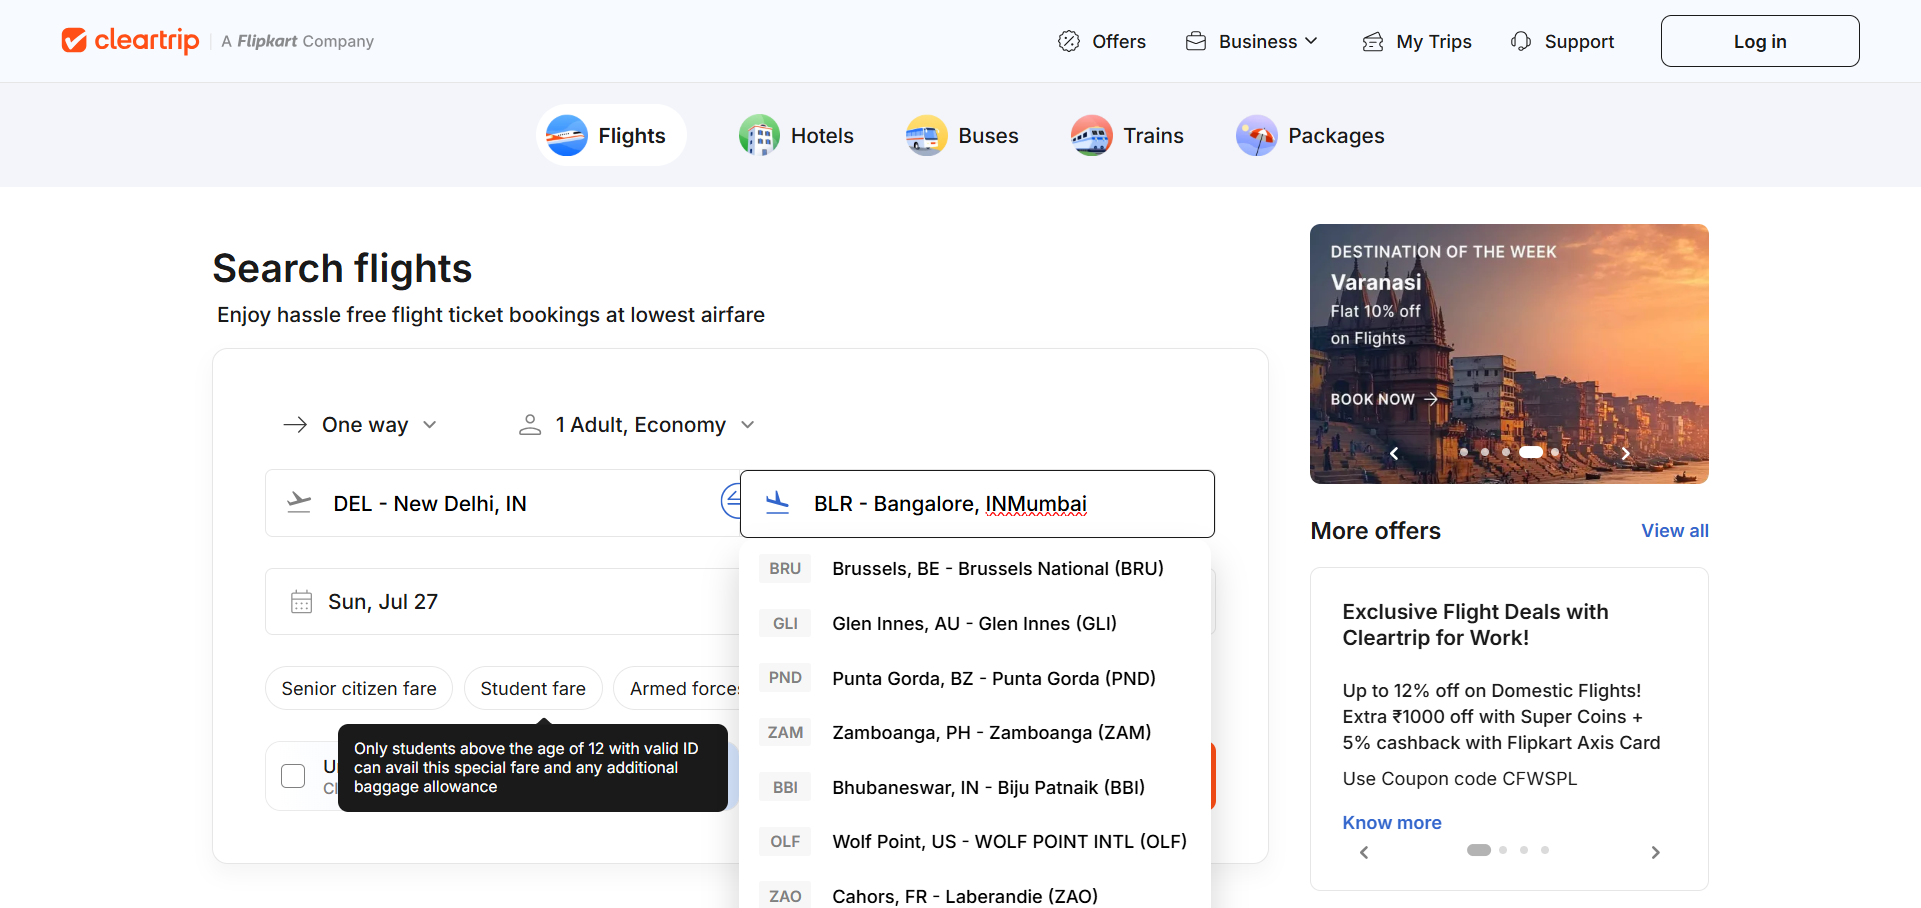 cleartrip
A Flipkart Company
Offers
Business
My Trips
Support
Log in
Flights
Hotels
Buses
Trains
Packages
Search flights
Enjoy hassle free flight ticket bookings at lowest airfare
One way
1 Adult, Economy
DEL - New Delhi, IN
BLR - Bangalore, INMumbai
Sun, Jul 27
Senior citizen fare
Student fare
Armed forces
Only students above the age of 12 with valid ID
can avail this special fare and any additional
baggage allowance
BRU Brussels, BE - Brussels National (BRU)
GLI Glen Innes, AU - Glen Innes (GLI)
PND Punta Gorda, BZ - Punta Gorda (PND)
ZAM Zamboanga, PH - Zamboanga (ZAM)
BBI Bhubaneswar, IN - Biju Patnaik (BBI)
OLF Wolf Point, US - WOLF POINT INTL (OLF)
ZAO Cahors, FR - Laberandie (ZAO)
DESTINATION OF THE WEEK
Varanasi
Flat 10% off
on Flights
BOOK NOW
More offers
View all
Exclusive Flight Deals with
Cleartrip for Work!
Up to 12% off on Domestic Flights!
Extra ₹1000 off with Super Coins +
5% cashback with Flipkart Axis Card
Use Coupon code CFWSPL
Know more